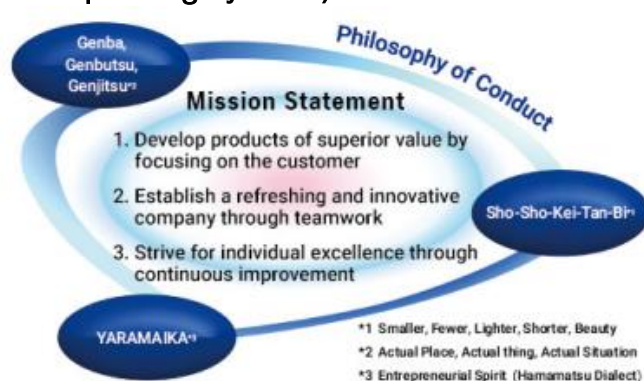 Genba,
Genbutsu,
Genjitsu*2
Philosophy of Conduct
Mission Statement
1. Develop products of superior value by
focusing on the customer
2. Establish a refreshing and innovative
company through teamwork
3. Strive for individual excellence through
continuous improvement
Sho-Sho-Kei-Tan-Bi*1
YARAMAIKA*3
*1 Smaller, Fewer, Lighter, Shorter, Beauty
*2 Actual Place, Actual thing, Actual Situation
*3 Entrepreneurial Spirit (Hamamatsu Dialect)